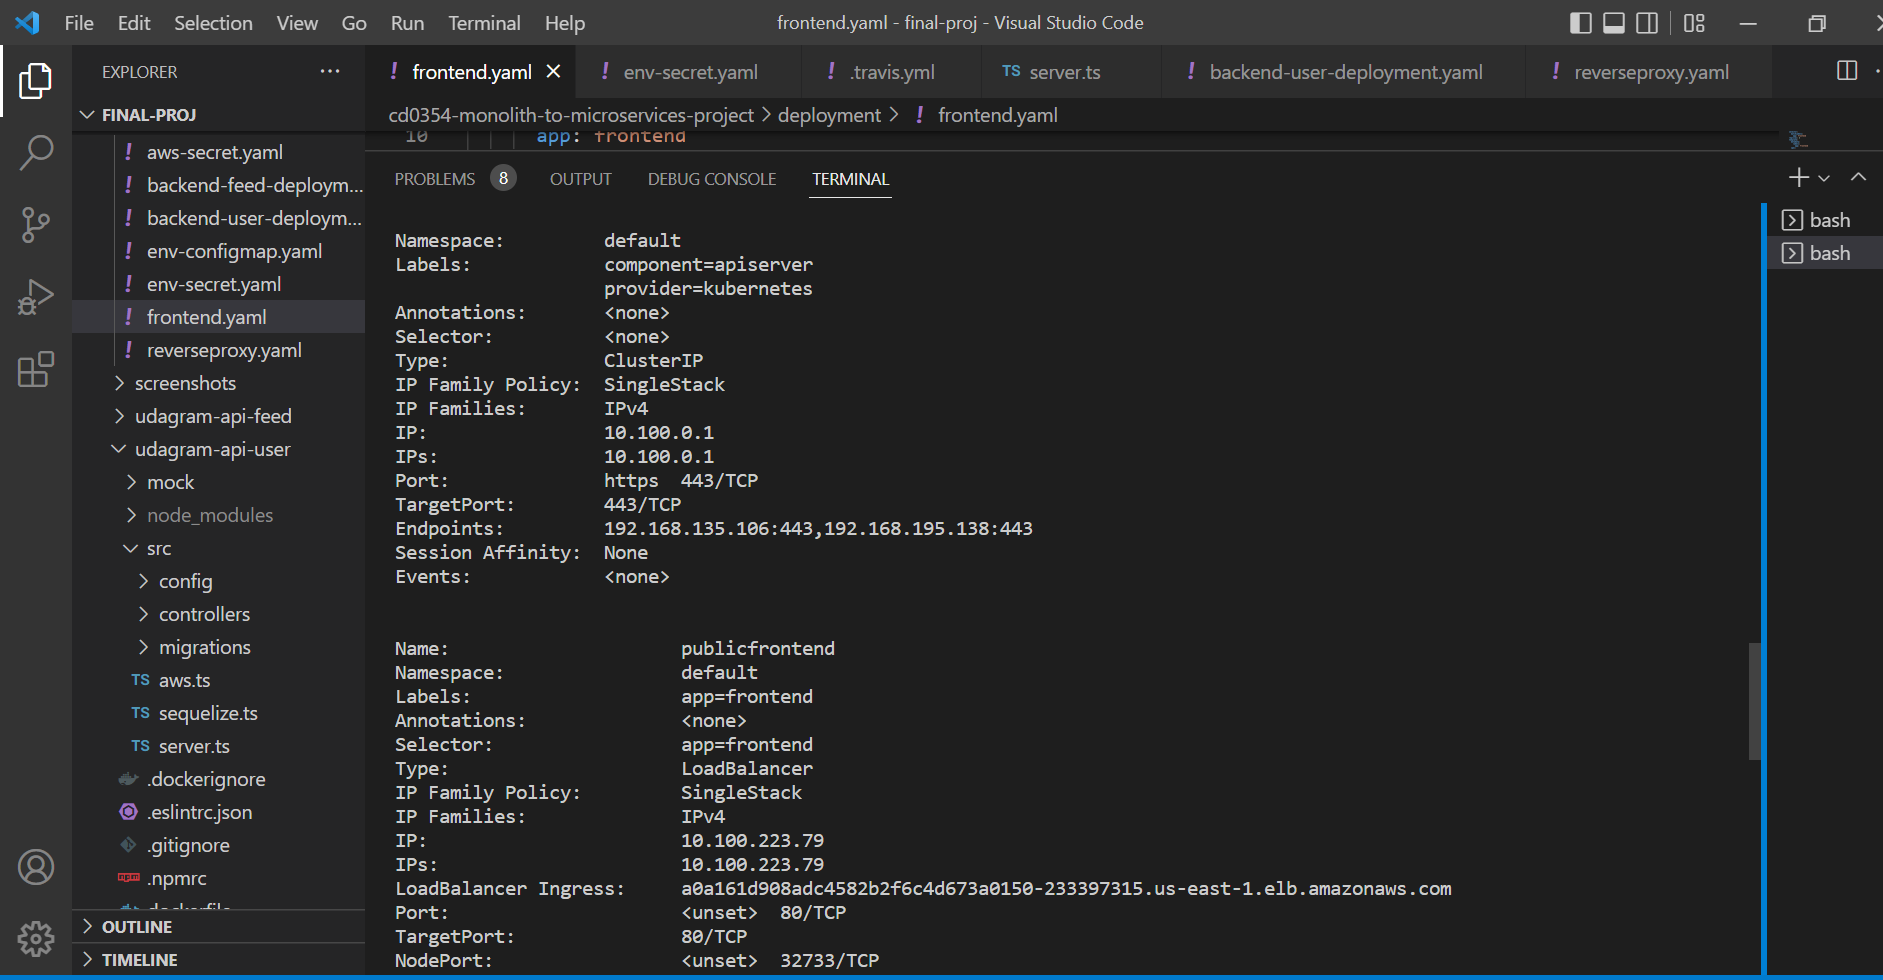 File Edit Selection View Go Run Terminal Help
frontend.yaml - final-proj - Visual Studio Code
EXPLORER
FINAL-PROJ
! aws-secret.yaml
! backend-feed-deploym...
! backend-user-deploym...
! env-configmap.yaml
! env-secret.yaml
! frontend.yaml
! reverseproxy.yaml
screenshots
udagram-api-feed
udagram-api-user
mock
node_modules
src
config
controllers
migrations
TS aws.ts
TS sequelize.ts
TS server.ts
.dockerignore
.eslintrc.json
.gitignore
npm .npmrc
dockerfile
OUTLINE
TIMELINE
! frontend.yaml
! env-secret.yaml
! .travis.yml
TS server.ts
! backend-user-deployment.yaml
! reverseproxy.yaml
cd0354-monolith-to-microservices-project > deployment > ! frontend.yaml
10 app: frontend
PROBLEMS 8 OUTPUT DEBUG CONSOLE TERMINAL
Namespace: default
Labels: component=apiserver
provider=kubernetes
Annotations: <none>
Selector: <none>
Type: ClusterIP
IP Family Policy: SingleStack
IP Families: IPv4
IP: 10.100.0.1
IPs: 10.100.0.1
Port: https 443/TCP
TargetPort: 443/TCP
Endpoints: 192.168.135.106:443,192.168.195.138:443
Session Affinity: None
Events: <none>
Name: publicfrontend
Namespace: default
Labels: app=frontend
Annotations: <none>
Selector: app=frontend
Type: LoadBalancer
IP Family Policy: SingleStack
IP Families: IPv4
IP: 10.100.223.79
IPs: 10.100.223.79
LoadBalancer Ingress: a0a161d908adc4582b2f6c4d673a0150-233397315.us-east-1.elb.amazonaws.com
Port: <unset> 80/TCP
TargetPort: 80/TCP
NodePort: <unset> 32733/TCP
bash
bash